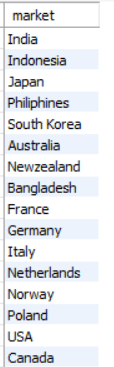 market
India
Indonesia
Japan
Philiphines
South Korea
Australia
Newzealand
Bangladesh
France
Germany
Italy
Netherlands
Norway
Poland
USA
Canada